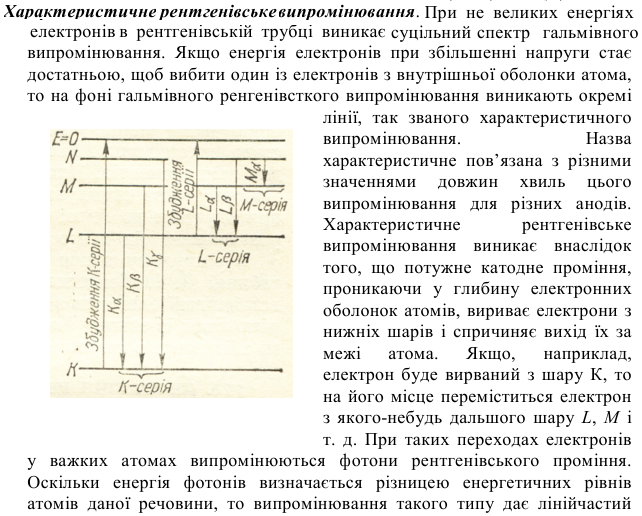 Характеристичне рентгенівське випромінювання. При не великих енергіях
електронів в рентгенівській трубці виникає суцільний спектр гальмівного
випромінювання. Якщо енергія електронів при збільшенні напруги стає
достатньою, щоб вибити один із електронів з внутрішньої оболонки атома,
то на фоні гальмівного ренгенівсткого випромінювання виникають окремі
лінії, так званого характеристичного
випромінювання. Назва
характеристичне пов’язана з різними
значеннями довжин хвиль цього
випромінювання для різних анодів.
Характеристичне рентгенівське
випромінювання виникає внаслідок
того, що потужне катодне проміння,
проникаючи у глибину електронних
оболонок атомів, вириває електрони з
нижніх шарів і спричиняє вихід їх за
межі атома. Якщо, наприклад,
електрон буде вирваний з шару К, то
на його місце переміститься електрон
з якого-небудь дальшого шару L, M і
т. д. При таких переходах електронів
у важких атомах випромінюються фотони рентгенівського проміння.
Оскільки енергія фотонів визначається різницею енергетичних рівнів
атомів даної речовини, то випромінювання такого типу дає лінійчастий
E=0
N
M
L
K
Збудження K-серії
Kα
Kβ
Kγ
K-серія
Збудження
L-серії
Lα
Lβ
L-серія
Mα
M-серія